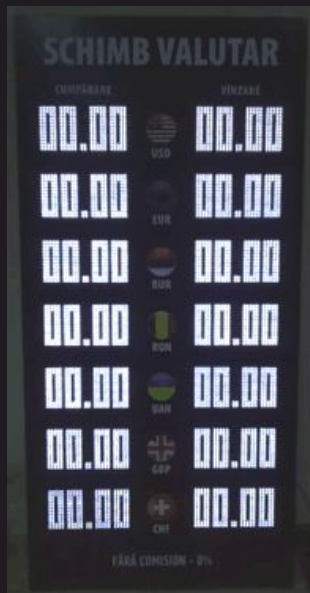 SCHIMB VALUTAR
CUMPĂRARE VÎNZARE
00.00 USD 00.00
00.00 EUR 00.00
00.00 RUR 00.00
00.00 RON 00.00
00.00 UAH 00.00
00.00 GBP 00.00
00.00 CHF 00.00
FĂRĂ COMISION - 0%